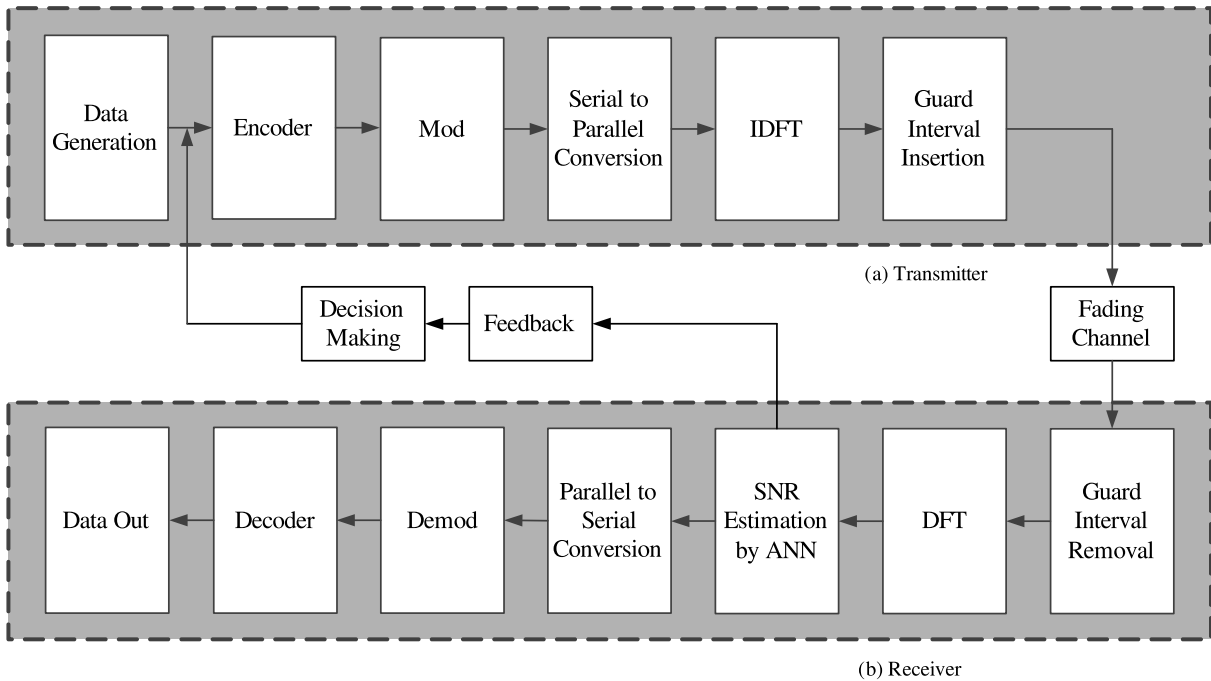 Data
Generation
Encoder
Mod
Serial to
Parallel
Conversion
IDFT
Guard
Interval
Insertion
(a) Transmitter
Decision
Making
Feedback
Fading
Channel
Data Out
Decoder
Demod
Parallel to
Serial
Conversion
SNR
Estimation
by ANN
DFT
Guard
Interval
Removal
(b) Receiver